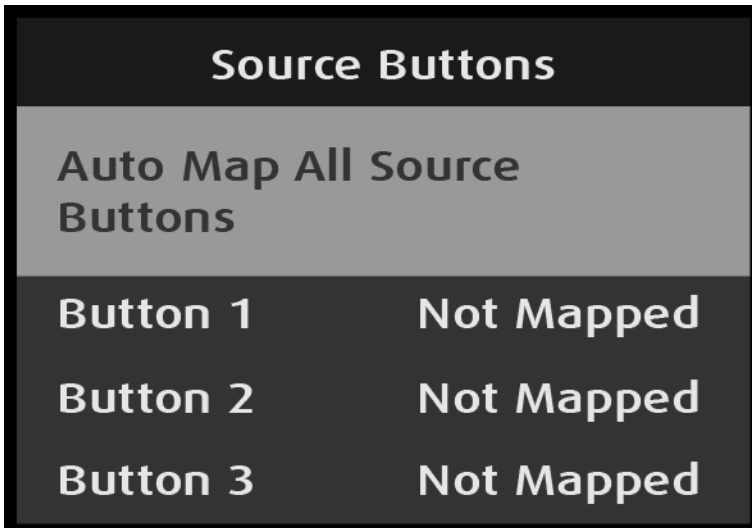 Source Buttons
Auto Map All Source
Buttons
Button 1 Not Mapped
Button 2 Not Mapped
Button 3 Not Mapped